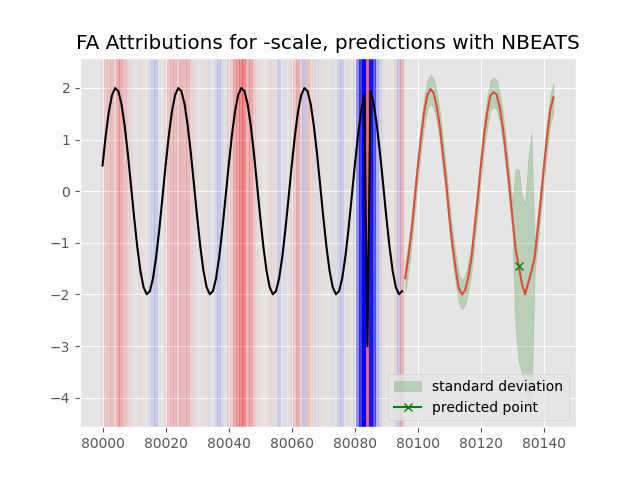 FA Attributions for -scale, predictions with NBEATS
2
1
0
−1
−2
−3
−4
standard deviation
predicted point
80000 80020 80040 80060 80080 80100 80120 80140